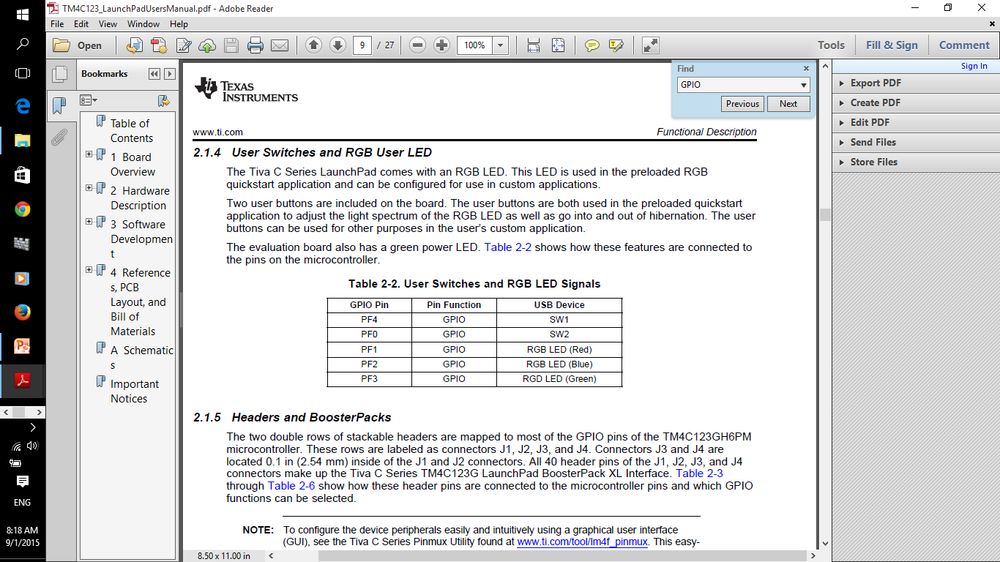 TM4C123_LaunchPadUsersManual.pdf - Adobe Reader
File Edit View Window Help
Open
9 / 27
100%
Tools
Fill & Sign
Comment
Sign In
Export PDF
Create PDF
Edit PDF
Send Files
Store Files
Bookmarks
Table of
Contents
1 Board
Overview
2 Hardware
Description
3 Software
Developmen
t
4 Reference
s, PCB
Layout, and
Bill of
Materials
A Schematic
s
Important
Notices
Find
GPIO
Previous Next
TEXAS
INSTRUMENTS
www.ti.com Functional Description
2.1.4 User Switches and RGB User LED
The Tiva C Series LaunchPad comes with an RGB LED. This LED is used in the preloaded RGB
quickstart application and can be configured for use in custom applications.
Two user buttons are included on the board. The user buttons are both used in the preloaded quickstart
application to adjust the light spectrum of the RGB LED as well as go into and out of hibernation. The user
buttons can be used for other purposes in the user's custom application.
The evaluation board also has a green power LED. Table 2-2 shows how these features are connected to
the pins on the microcontroller.
Table 2-2. User Switches and RGB LED Signals
GPIO Pin Pin Function USB Device
PF4 GPIO SW1
PF0 GPIO SW2
PF1 GPIO RGB LED (Red)
PF2 GPIO RGB LED (Blue)
PF3 GPIO RGD LED (Green)
2.1.5 Headers and BoosterPacks
The two double rows of stackable headers are mapped to most of the GPIO pins of the TM4C123GH6PM
microcontroller. These rows are labeled as connectors J1, J2, J3, and J4. Connectors J3 and J4 are
located 0.1 in (2.54 mm) inside of the J1 and J2 connectors. All 40 header pins of the J1, J2, J3, and J4
connectors make up the Tiva C Series TM4C123G LaunchPad BoosterPack XL Interface. Table 2-3
through Table 2-6 show how these header pins are connected to the microcontroller pins and which GPIO
functions can be selected.
NOTE: To configure the device peripherals easily and intuitively using a graphical user interface
(GUI), see the Tiva C Series Pinmux Utility found at www.ti.com/tool/lm4f_pinmux. This easy-
8.50 x 11.00 in
ENG
8:18 AM
9/1/2015